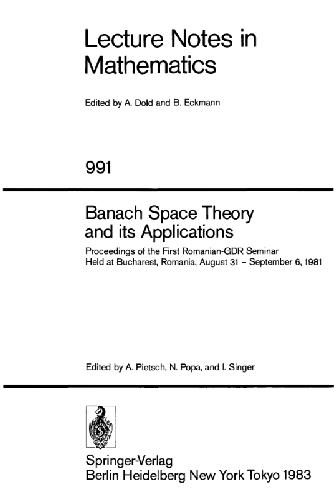 Lecture Notes in
Mathematics
Edited by A. Dold and B. Eckmann
991
Banach Space Theory
and its Applications
Proceedings of the First Romanian-GDR Seminar
Held at Bucharest, Romania, August 31 – September 6, 1981
Edited by A. Pietsch, N. Popa, and I. Singer
Springer-Verlag
Berlin Heidelberg New York Tokyo 1983